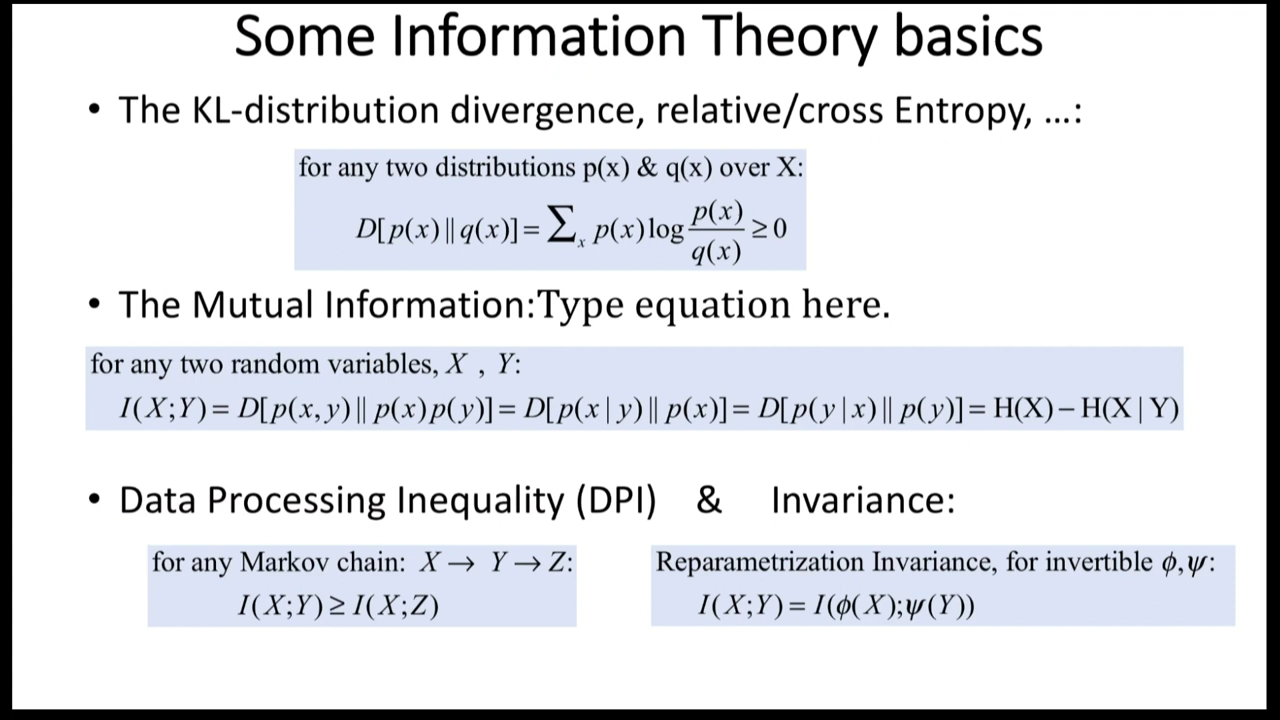 Some Information Theory basics
• The KL-distribution divergence, relative/cross Entropy, ...:
for any two distributions p(x) & q(x) over X:
D[p(x) || q(x)] = ∑ₓ p(x) log p(x)/q(x) ≥ 0
• The Mutual Information:Type equation here.
for any two random variables, X , Y:
I(X;Y) = D[p(x,y) || p(x)p(y)] = D[p(x | y) || p(x)] = D[p(y | x) || p(y)] = H(X) – H(X | Y)
• Data Processing Inequality (DPI) & Invariance:
for any Markov chain: X → Y → Z:
I(X;Y) ≥ I(X;Z)
Reparametrization Invariance, for invertible ϕ,ψ:
I(X;Y) = I(ϕ(X);ψ(Y))